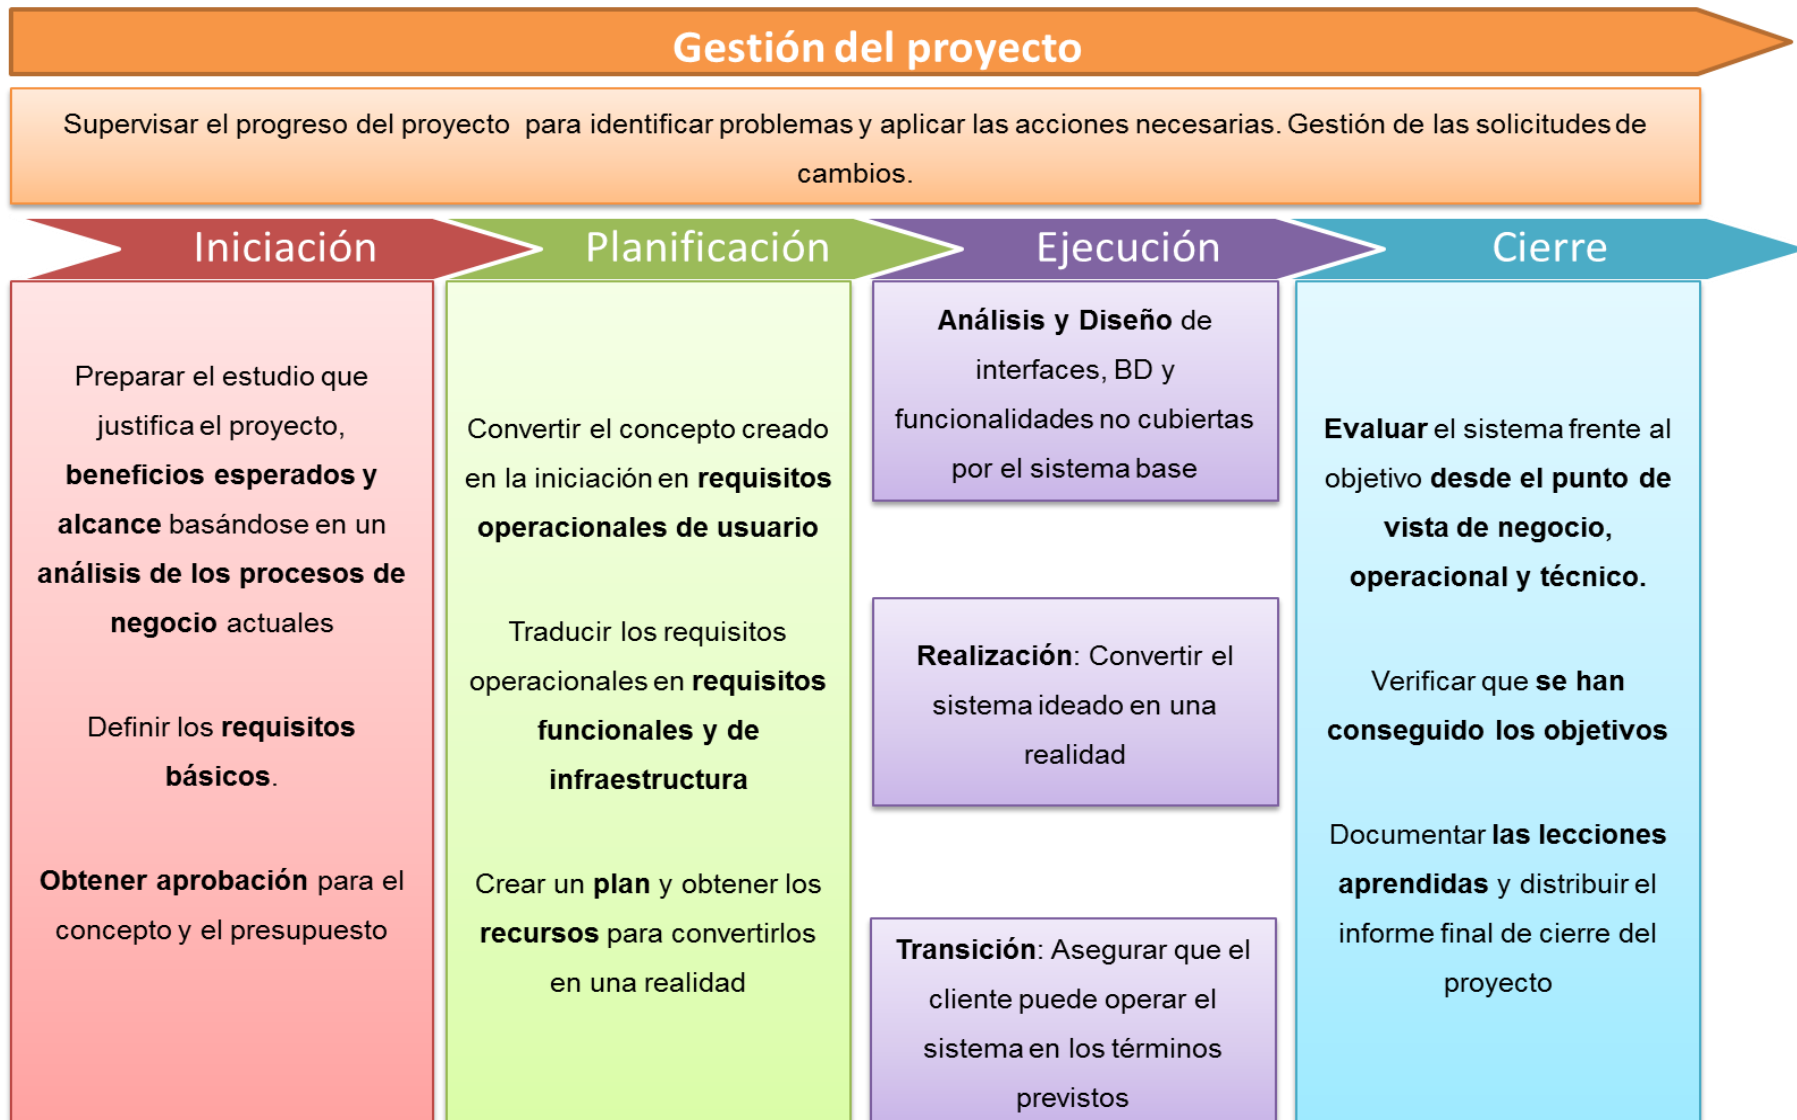 Gestión del proyecto
Supervisar el progreso del proyecto para identificar problemas y aplicar las acciones necesarias. Gestión de las solicitudes de
cambios.
Iniciación
Planificación
Ejecución
Cierre
Preparar el estudio que
justifica el proyecto,
beneficios esperados y
alcance basándose en un
análisis de los procesos de
negocio actuales
Definir los requisitos
básicos.
Obtener aprobación para el
concepto y el presupuesto
Convertir el concepto creado
en la iniciación en requisitos
operacionales de usuario
Traducir los requisitos
operacionales en requisitos
funcionales y de
infraestructura
Crear un plan y obtener los
recursos para convertirlos
en una realidad
Análisis y Diseño de
interfaces, BD y
funcionalidades no cubiertas
por el sistema base
Realización: Convertir el
sistema ideado en una
realidad
Transición: Asegurar que el
cliente puede operar el
sistema en los términos
previstos
Evaluar el sistema frente al
objetivo desde el punto de
vista de negocio,
operacional y técnico.
Verificar que se han
conseguido los objetivos
Documentar las lecciones
aprendidas y distribuir el
informe final de cierre del
proyecto